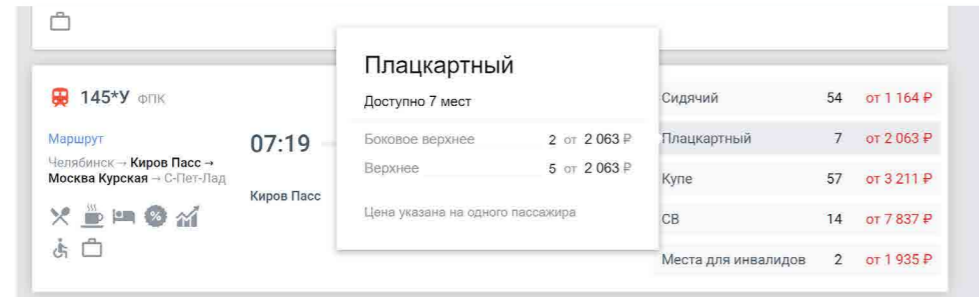 145*У ФПК
Маршрут
Челябинск → Киров Пасс →
Москва Курская → С-Пет-Лад
07:19
Киров Пасс
Плацкартный
Доступно 7 мест
Боковое верхнее 2 от 2 063 ₽
Верхнее 5 от 2 063 ₽
Цена указана на одного пассажира
Сидячий 54 от 1 164 ₽
Плацкартный 7 от 2 063 ₽
Купе 57 от 3 211 ₽
СВ 14 от 7 837 ₽
Места для инвалидов 2 от 1 935 ₽